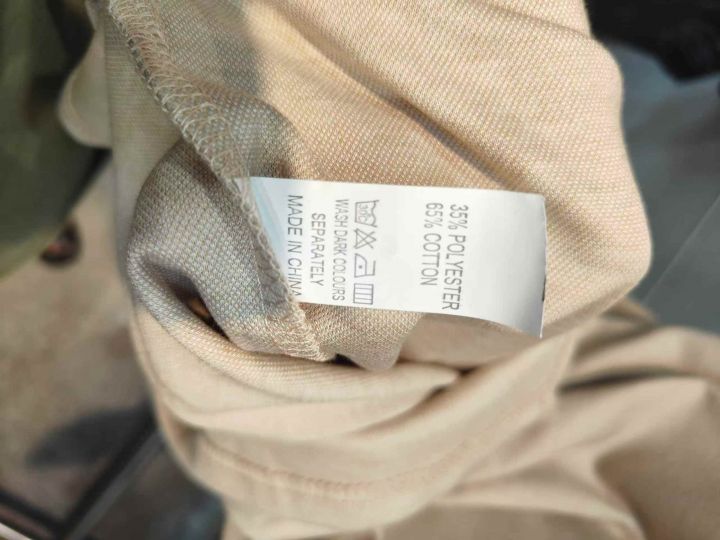 35% POLYESTER
65% COTTON
WASH DARK COLOURS
SEPARATELY
MADE IN CHINA